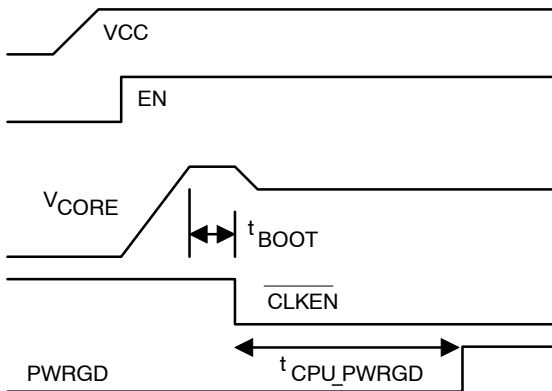 VCC
EN
VCORE
tBOOT
CLKEN
PWRGD
tCPU_PWRGD